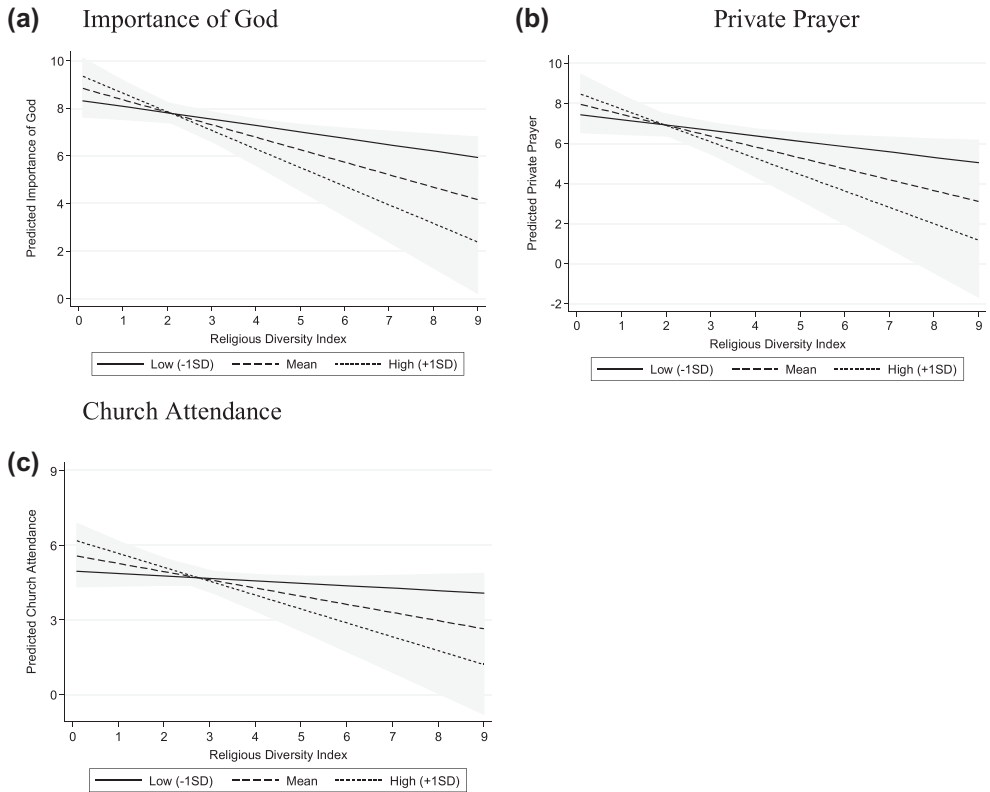 (a) Importance of God
Predicted Importance of God
10
8
6
4
2
0
0 1 2 3 4 5 6 7 8 9
Religious Diversity Index
Low (-1SD) Mean High (+1SD)
(b) Private Prayer
Predicted Private Prayer
10
8
6
4
2
0
-2
0 1 2 3 4 5 6 7 8 9
Religious Diversity Index
Low (-1SD) Mean High (+1SD)
Church Attendance
(c)
Predicted Church Attendance
9
6
3
0
0 1 2 3 4 5 6 7 8 9
Religious Diversity Index
Low (-1SD) Mean High (+1SD)